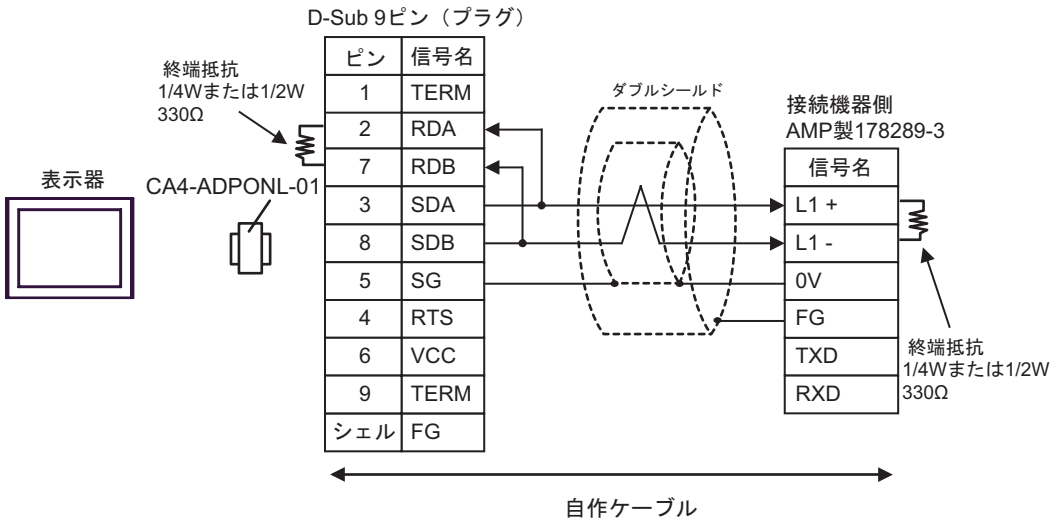 D-Sub 9ピン（プラグ）
終端抵抗
1/4Wまたは1/2W
330Ω
表示器
CA4-ADPONL-01
ピン 信号名
1 TERM
2 RDA
7 RDB
3 SDA
8 SDB
5 SG
4 RTS
6 VCC
9 TERM
シェル FG
ダブルシールド
接続機器側
AMP製178289-3
信号名
L1 +
L1 -
0V
FG
TXD
RXD
終端抵抗
1/4Wまたは1/2W
330Ω
自作ケーブル